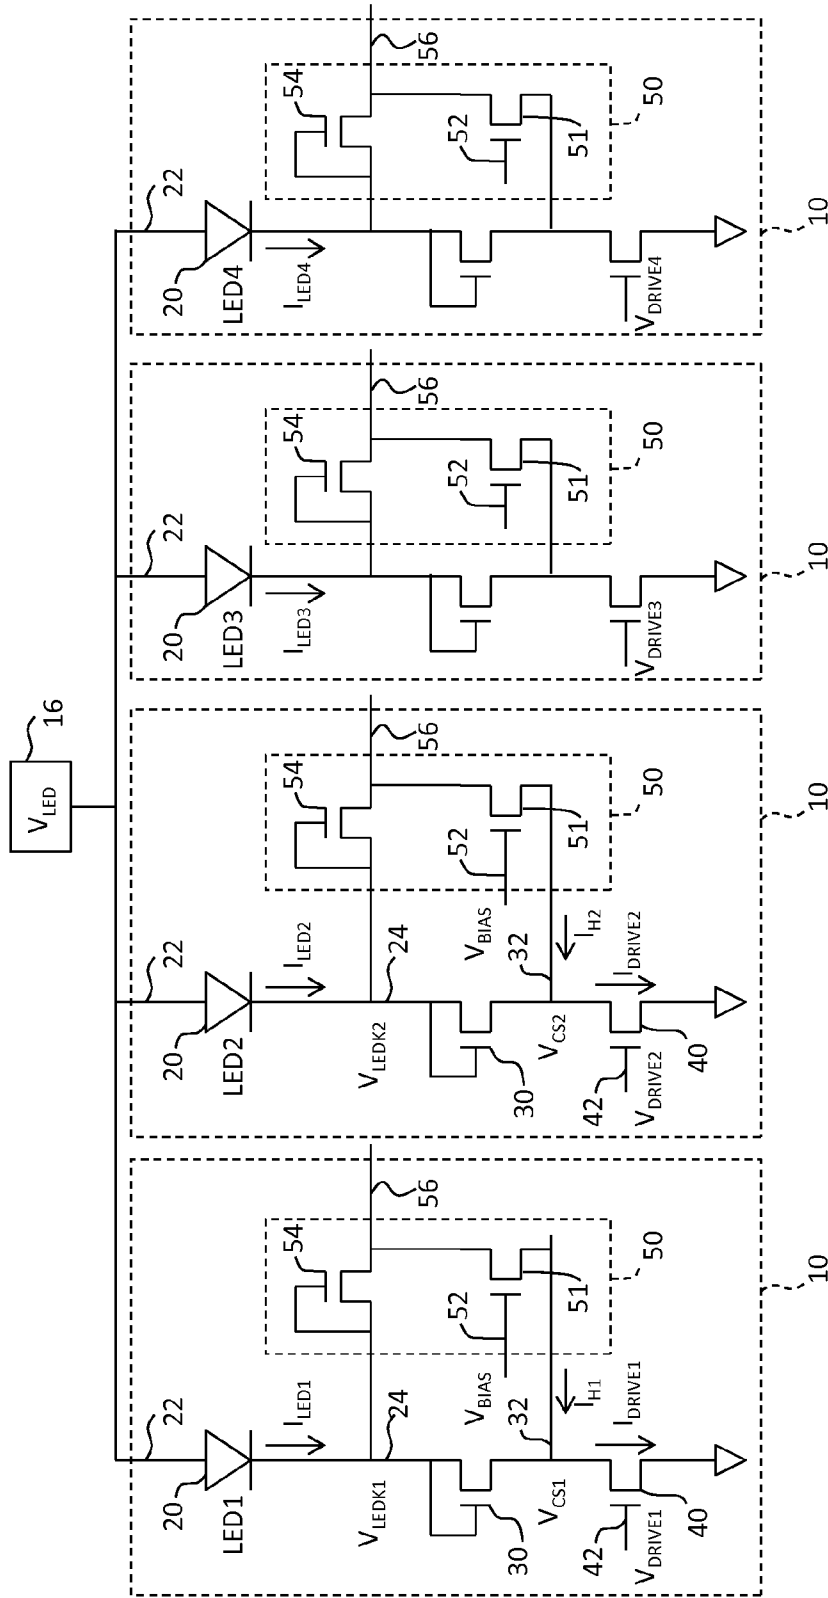 V_LED
16
22
20
LED1
I_LED1
V_LEDK1
24
54
56
52
V_BIAS
51
50
32
I_H1
30
V_CS1
I_DRIVE1
42
V_DRIVE1
40
10
22
20
LED2
I_LED2
V_LEDK2
24
54
56
52
V_BIAS
51
50
32
I_H2
30
V_CS2
I_DRIVE2
42
V_DRIVE2
40
10
22
20
LED3
I_LED3
54
56
52
51
50
V_DRIVE3
10
22
20
LED4
I_LED4
54
56
52
51
50
V_DRIVE4
10